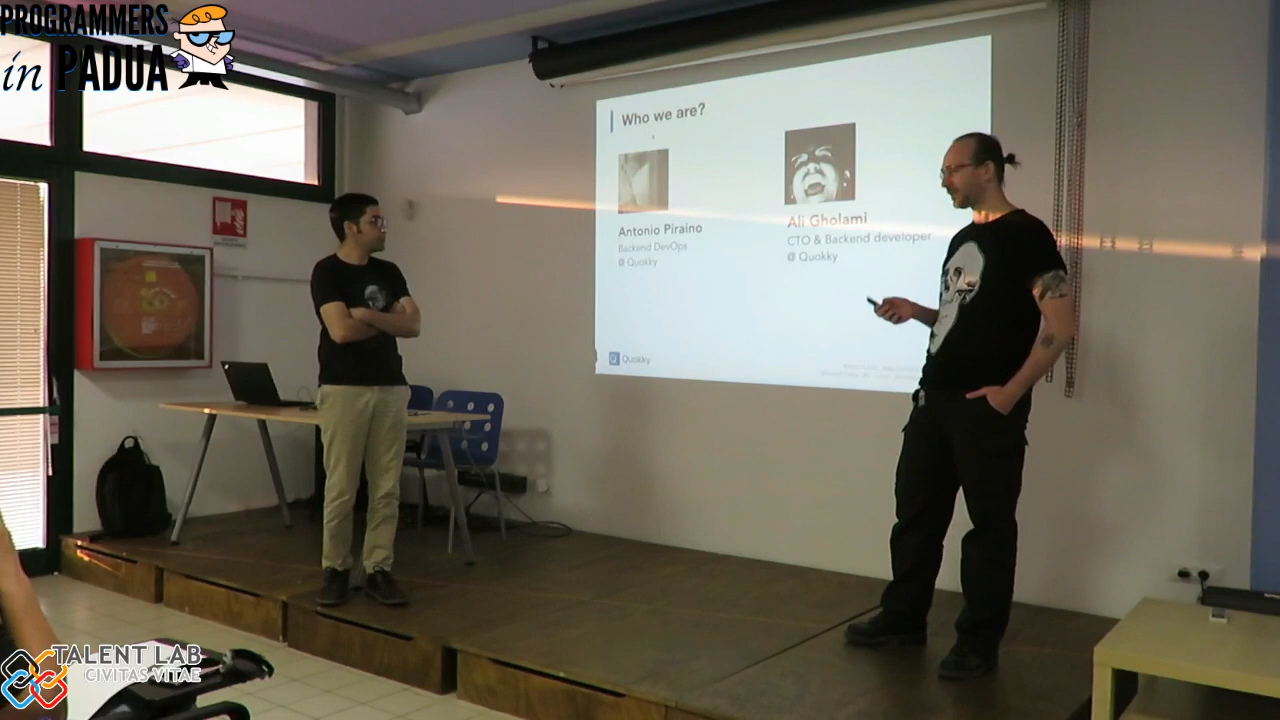 PROGRAMMERS
in PADUA
Who we are?
Antonio Piraino
Backend DevOps
@ Quokky
Ali Gholami
CTO & Backend developer
@ Quokky
Quokky
TALENT LAB
CIVITAS VITAE